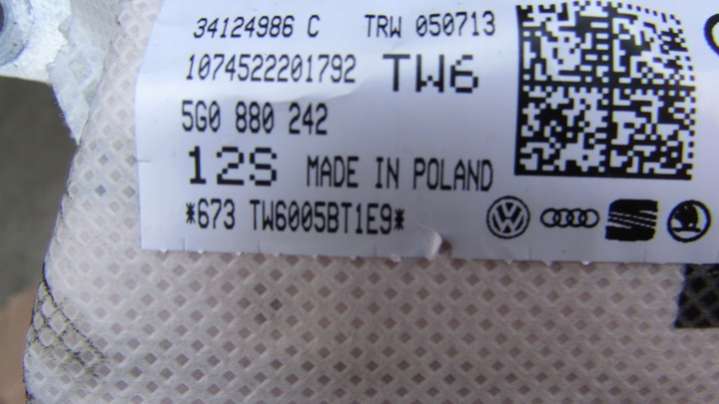 34124986 C TRW 050713
1074522201792 TW6
5G0 880 242
12S MADE IN POLAND
*673 TW6005BT1E9*